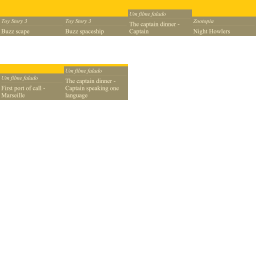 Toy Story 3
Buzz scape
Toy Story 3
Buzz spaceship
Um filme falado
The captain dinner -
Captain
Zootopia
Night Howlers
Um filme falado
First port of call -
Marseille
Um filme falado
The captain dinner -
Captain speaking one
language